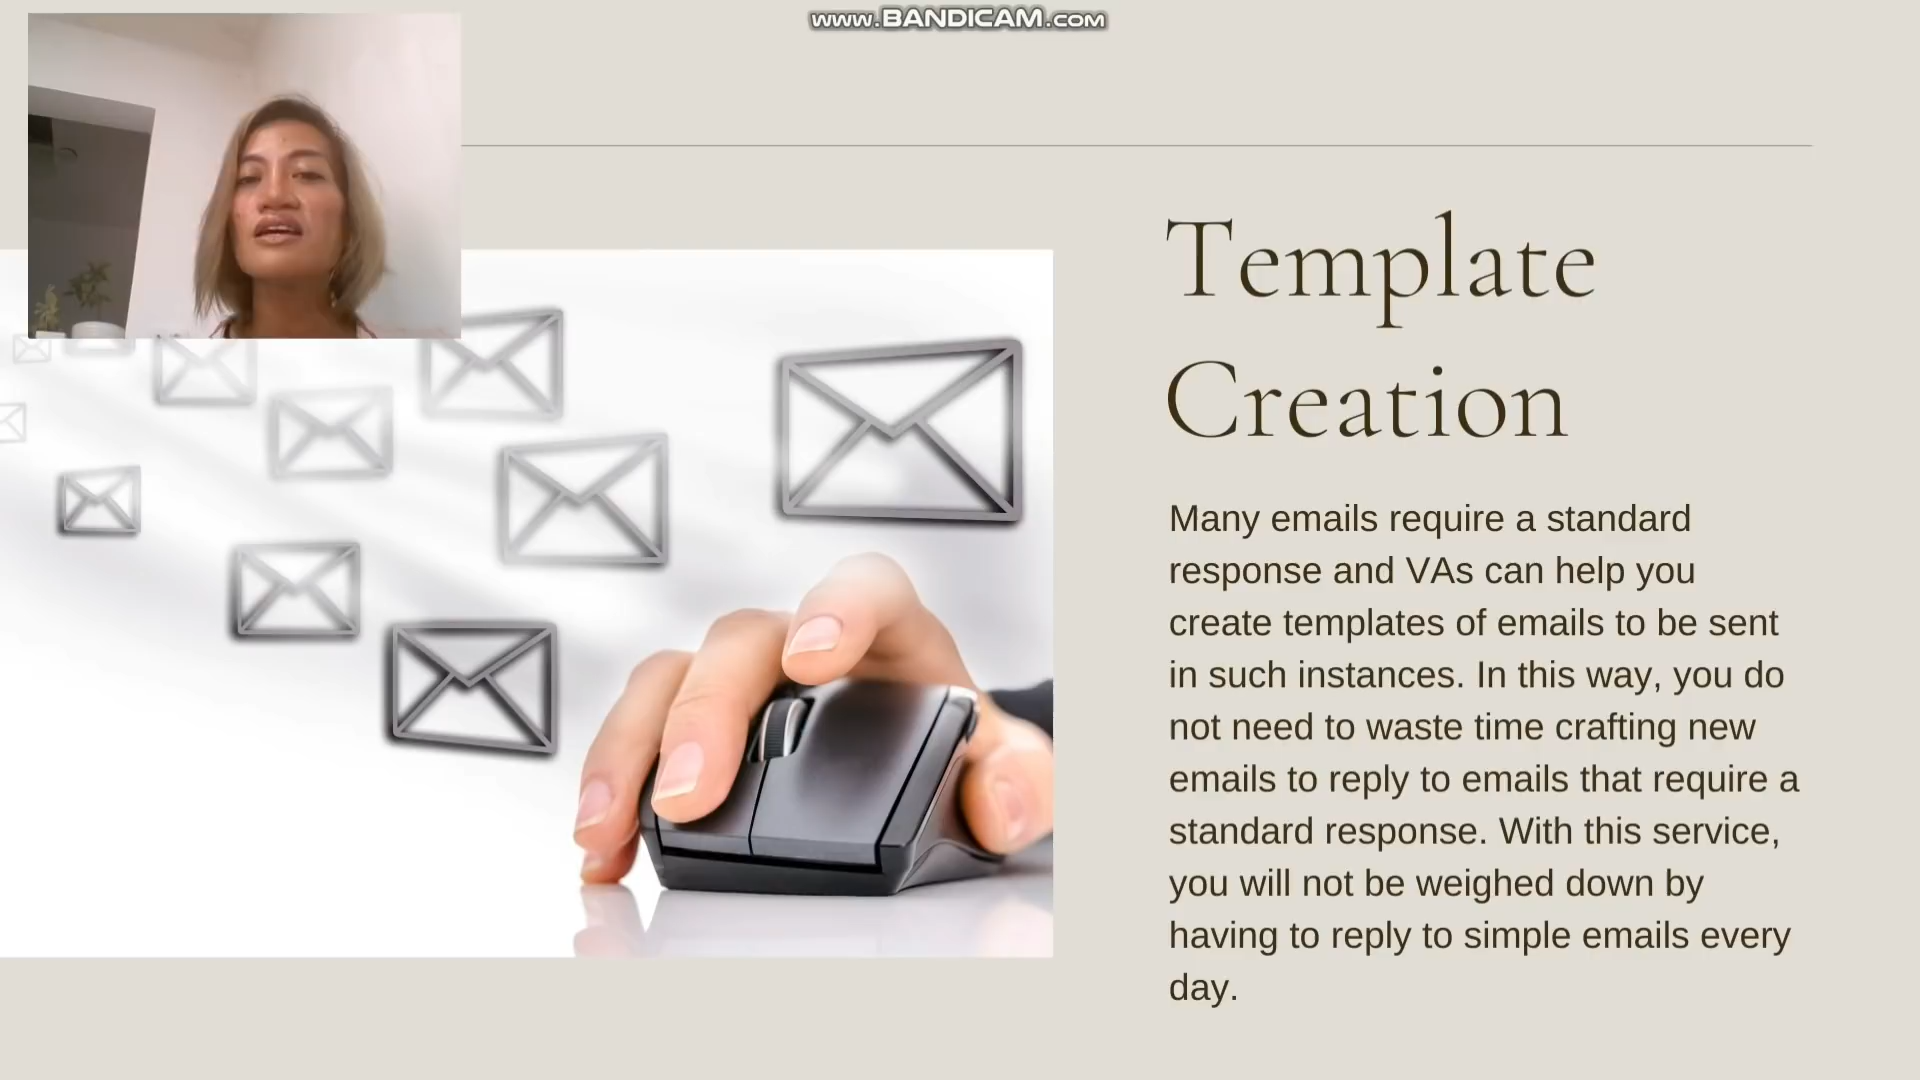 www.BANDICAM.com
Template
Creation
Many emails require a standard
response and VAs can help you
create templates of emails to be sent
in such instances. In this way, you do
not need to waste time crafting new
emails to reply to emails that require a
standard response. With this service,
you will not be weighed down by
having to reply to simple emails every
day.